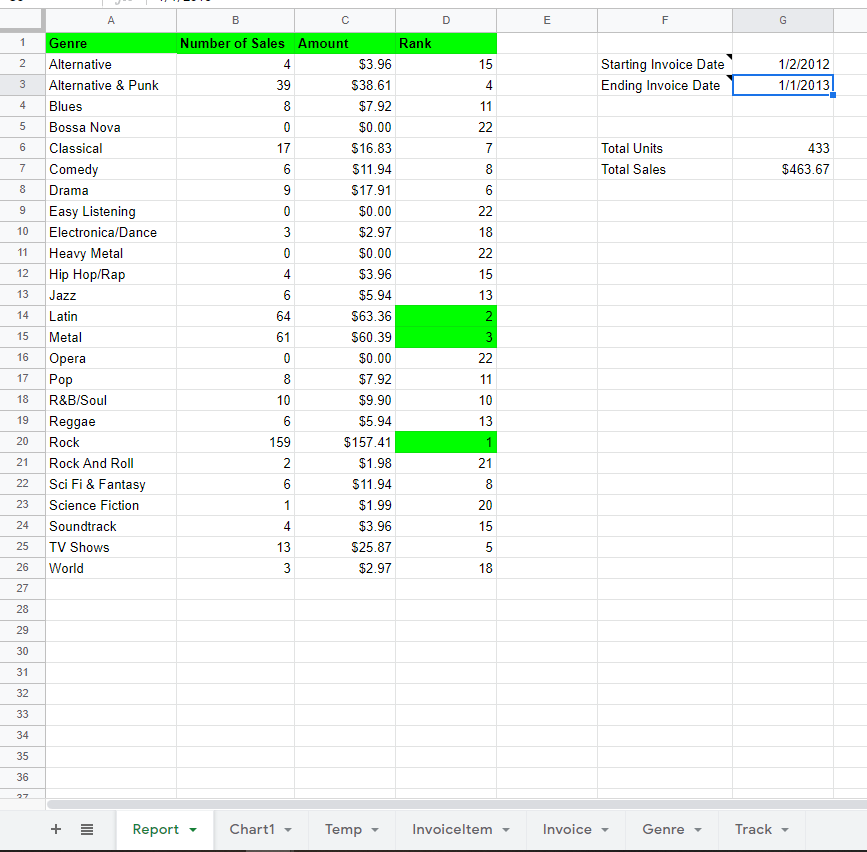 A B C D E F G
1 Genre Number of Sales Amount Rank
2 Alternative 4 $3.96 15 Starting Invoice Date 1/2/2012
3 Alternative & Punk 39 $38.61 4 Ending Invoice Date 1/1/2013
4 Blues 8 $7.92 11
5 Bossa Nova 0 $0.00 22
6 Classical 17 $16.83 7 Total Units 433
7 Comedy 6 $11.94 8 Total Sales $463.67
8 Drama 9 $17.91 6
9 Easy Listening 0 $0.00 22
10 Electronica/Dance 3 $2.97 18
11 Heavy Metal 0 $0.00 22
12 Hip Hop/Rap 4 $3.96 15
13 Jazz 6 $5.94 13
14 Latin 64 $63.36 2
15 Metal 61 $60.39 3
16 Opera 0 $0.00 22
17 Pop 8 $7.92 11
18 R&B/Soul 10 $9.90 10
19 Reggae 6 $5.94 13
20 Rock 159 $157.41 1
21 Rock And Roll 2 $1.98 21
22 Sci Fi & Fantasy 6 $11.94 8
23 Science Fiction 1 $1.99 20
24 Soundtrack 4 $3.96 15
25 TV Shows 13 $25.87 5
26 World 3 $2.97 18
27
28
29
30
31
32
33
34
35
36
37
Report Chart1 Temp InvoiceItem Invoice Genre Track